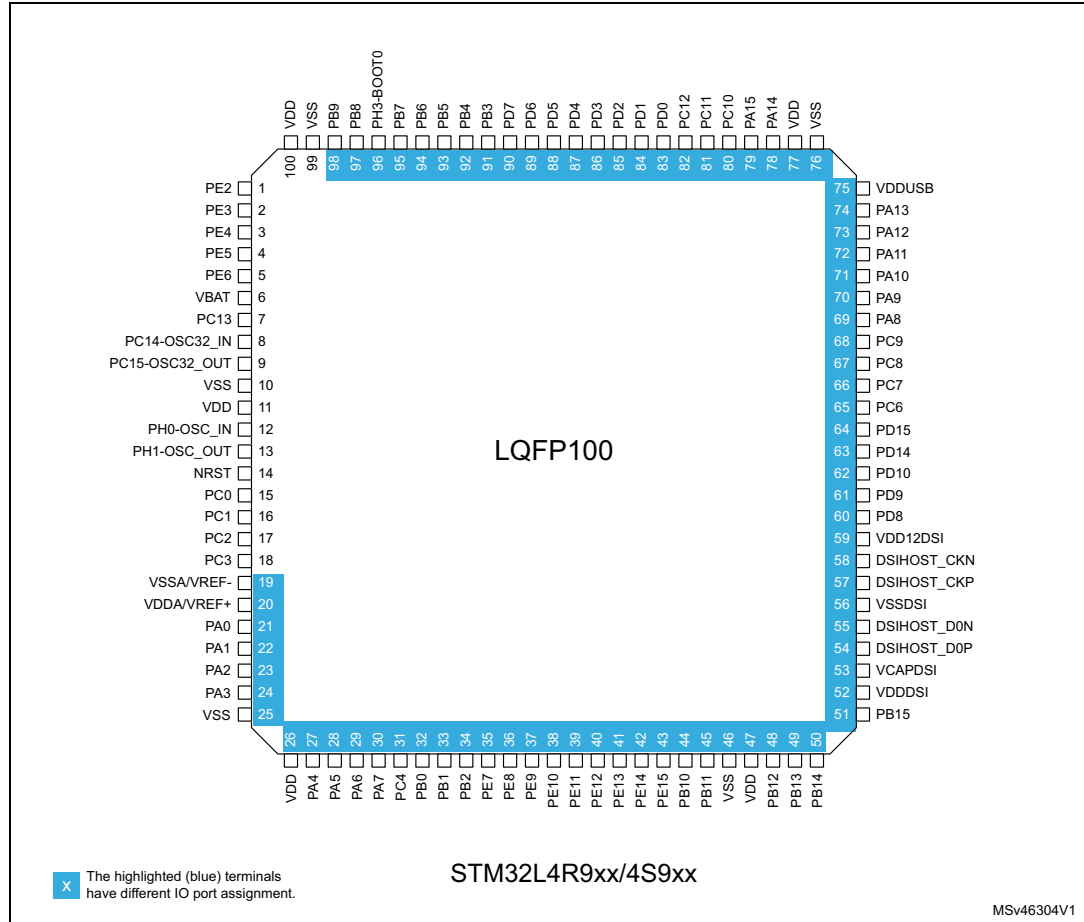 VDD
VSS
PB9
PB8
PH3-BOOT0
PB7
PB6
PB5
PB4
PB3
PD7
PD6
PD5
PD4
PD3
PD2
PD1
PD0
PC12
PC11
PC10
PA15
PA14
VDD
VSS
100
99
98
97
96
95
94
93
92
91
90
89
88
87
86
85
84
83
82
81
80
79
78
77
76
PE2 1
PE3 2
PE4 3
PE5 4
PE6 5
VBAT 6
PC13 7
PC14-OSC32_IN 8
PC15-OSC32_OUT 9
VSS 10
VDD 11
PH0-OSC_IN 12
PH1-OSC_OUT 13
NRST 14
PC0 15
PC1 16
PC2 17
PC3 18
VSSA/VREF- 19
VDDA/VREF+ 20
PA0 21
PA1 22
PA2 23
PA3 24
VSS 25
LQFP100
75 VDDUSB
74 PA13
73 PA12
72 PA11
71 PA10
70 PA9
69 PA8
68 PC9
67 PC8
66 PC7
65 PC6
64 PD15
63 PD14
62 PD10
61 PD9
60 PD8
59 VDD12DSI
58 DSIHOST_CKN
57 DSIHOST_CKP
56 VSSDSI
55 DSIHOST_D0N
54 DSIHOST_D0P
53 VCAPDSI
52 VDDDSI
51 PB15
26
27
28
29
30
31
32
33
34
35
36
37
38
39
40
41
42
43
44
45
46
47
48
49
50
VDD
PA4
PA5
PA6
PA7
PC4
PB0
PB1
PB2
PE7
PE8
PE9
PE10
PE11
PE12
PE13
PE14
PE15
PB10
PB11
VSS
VDD
PB12
PB13
PB14
X
The highlighted (blue) terminals
have different IO port assignment.
STM32L4R9xx/4S9xx
MSv46304V1